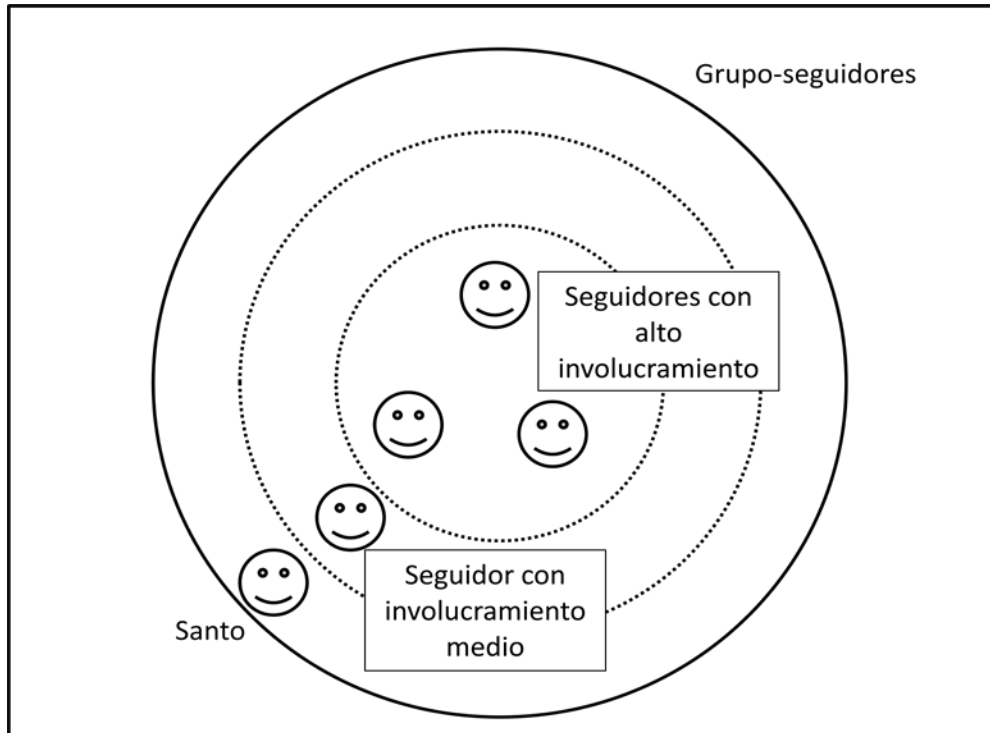 Grupo-seguidores
Seguidores con
alto
involucramiento
Seguidor con
involucramiento
medio
Santo